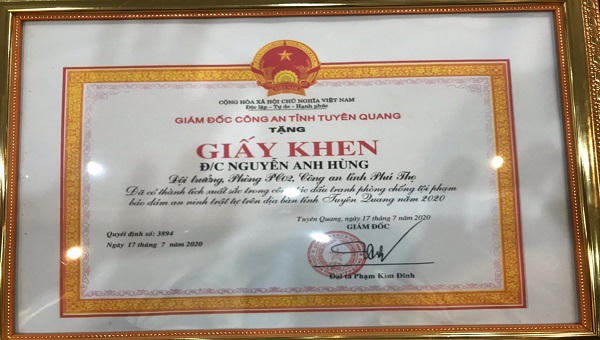 CỘNG HÒA XÃ HỘI CHỦ NGHĨA VIỆT NAM
Độc lập - Tự do - Hạnh phúc
GIÁM ĐỐC CÔNG AN TỈNH TUYÊN QUANG
TẶNG
GIẤY KHEN
Đ/C NGUYỄN ANH HÙNG
Đội trưởng, Phòng PC02, Công an tỉnh Phú Thọ
Đã có thành tích xuất sắc trong công tác đấu tranh phòng chống tội phạm
bảo đảm an ninh trật tự trên địa bàn tỉnh Tuyên Quang năm 2020
Tuyên Quang, ngày 17 tháng 7 năm 2020
Quyết định số: 3894
GIÁM ĐỐC
Ngày 17 tháng 7 năm 2020
Đại tá Phạm Kim Đĩnh